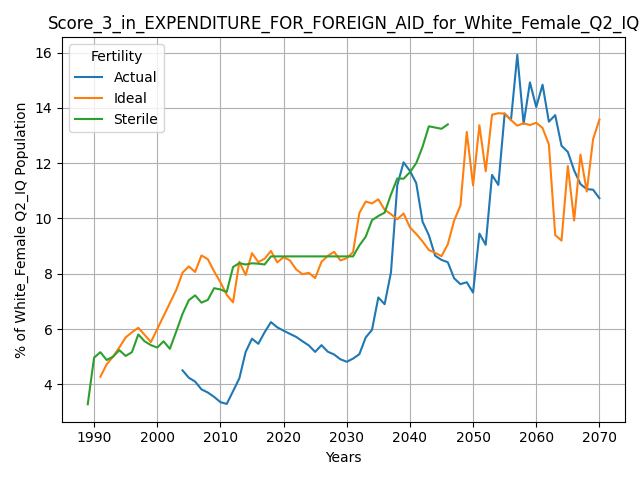 Score_3_in_EXPENDITURE_FOR_FOREIGN_AID_for_White_Female_Q2_IQ
Fertility
Actual
Ideal
Sterile
% of White_Female Q2_IQ Population
16
14
12
10
8
6
4
1990 2000 2010 2020 2030 2040 2050 2060 2070
Years